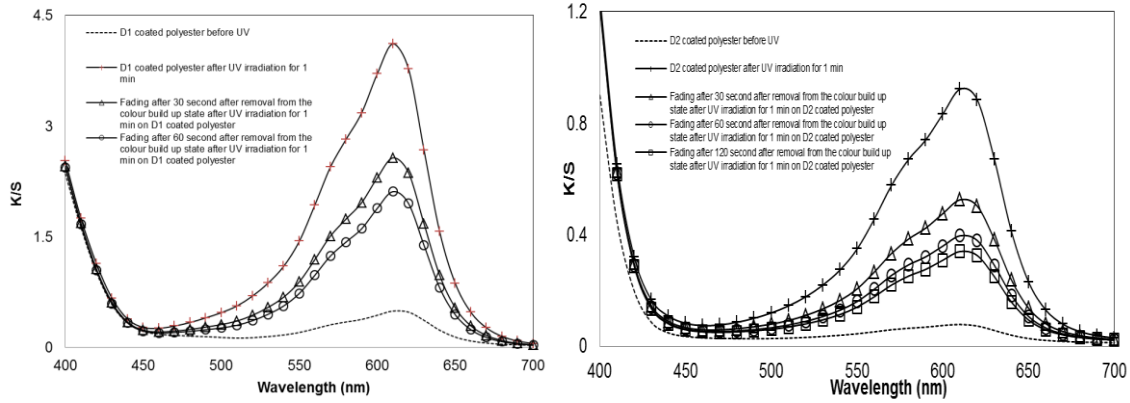 4.5
3
1.5
0
K/S
D1 coated polyester before UV
D1 coated polyester after UV irradiation for 1
min
Fading after 30 second after removal from the
colour build up state after UV irradiation for 1
min on D1 coated polyester
Fading after 60 second after removal from the
colour build up state after UV irradiation for 1
min on D1 coated polyester
400 450 500 550 600 650 700
Wavelength (nm)
1.2
0.8
0.4
0
K/S
D2 coated polyester before UV
D2 coated polyester after UV irradiation for 1 min
Fading after 30 second after removal from the colour build up
state after UV irradiation for 1 min on D2 coated polyester
Fading after 60 second after removal from the colour build up
state after UV irradiation for 1 min on D2 coated polyester
Fading after 120 second after removal from the colour build up
state after UV irradiation for 1 min on D2 coated polyester
400 450 500 550 600 650 700
Wavelength (nm)